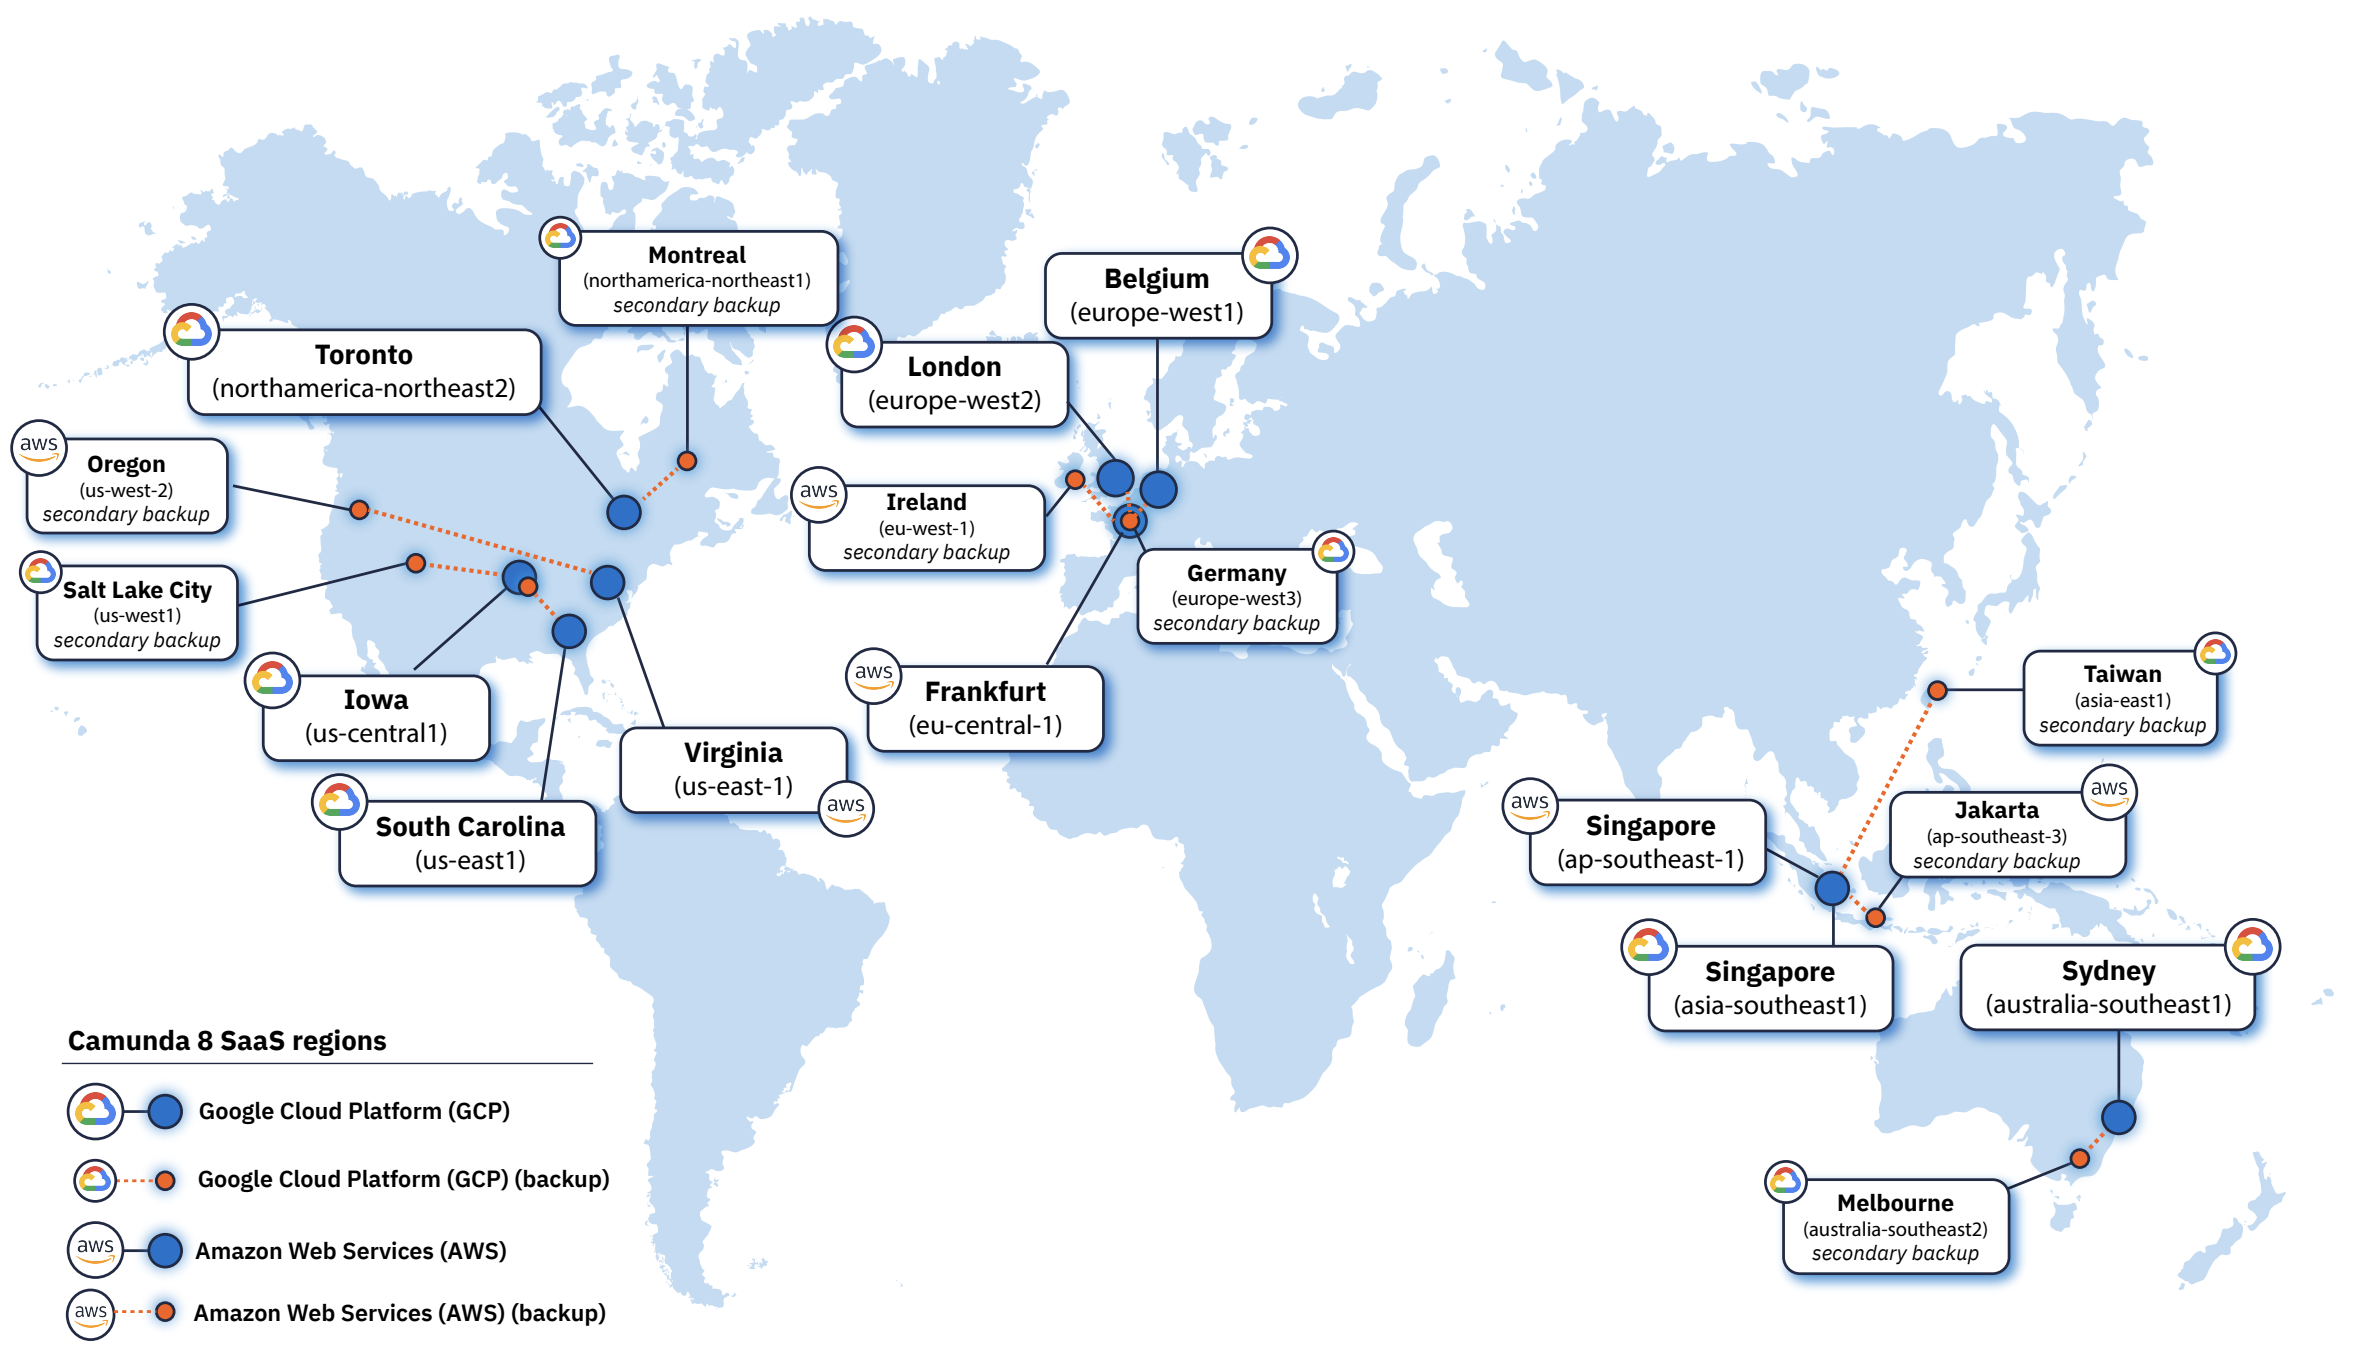 Montreal
(northamerica-northeast1)
secondary backup
Belgium
(europe-west1)
Toronto
(northamerica-northeast2)
London
(europe-west2)
aws
Oregon
(us-west-2)
secondary backup
aws
Ireland
(eu-west-1)
secondary backup
Salt Lake City
(us-west1)
secondary backup
Germany
(europe-west3)
secondary backup
Iowa
(us-central1)
aws
Frankfurt
(eu-central-1)
Taiwan
(asia-east1)
secondary backup
Virginia
(us-east-1)
aws
South Carolina
(us-east1)
aws
Singapore
(ap-southeast-1)
aws
Jakarta
(ap-southeast-3)
secondary backup
Singapore
(asia-southeast1)
Sydney
(australia-southeast1)
Melbourne
(australia-southeast2)
secondary backup
Camunda 8 SaaS regions
Google Cloud Platform (GCP)
Google Cloud Platform (GCP) (backup)
aws
Amazon Web Services (AWS)
aws
Amazon Web Services (AWS) (backup)